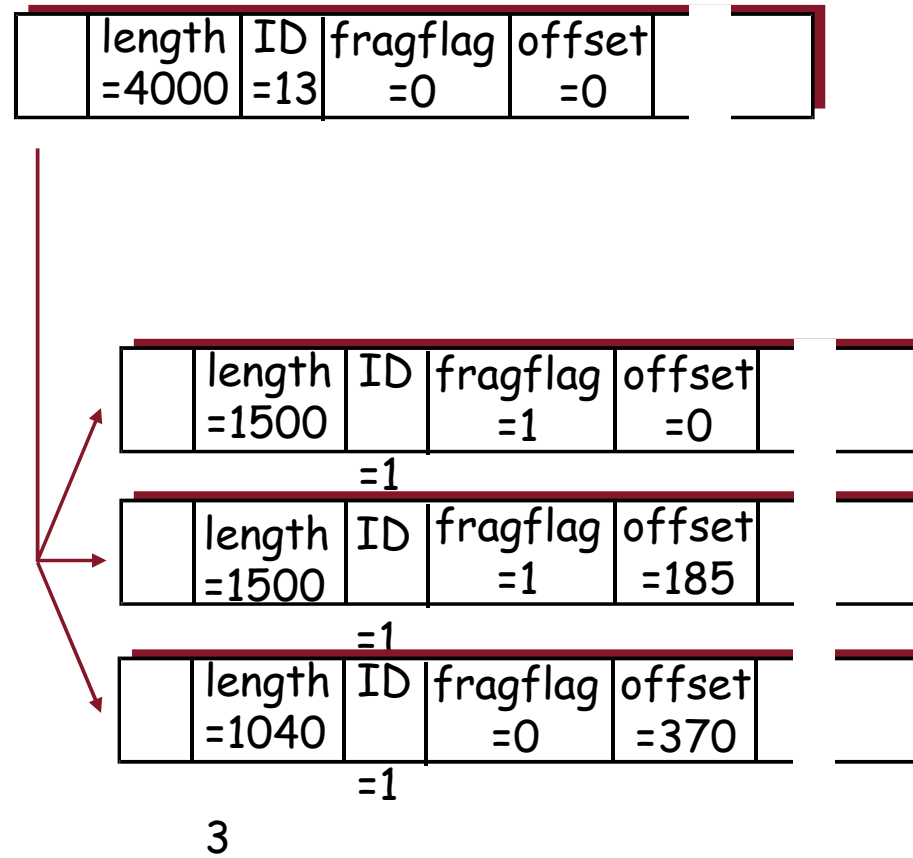 length ID fragflag offset
=4000 =13 =0 =0
length ID fragflag offset
=1500 =1 =0
=1
length ID fragflag offset
=1500 =1 =185
=1
length ID fragflag offset
=1040 =0 =370
=1
3